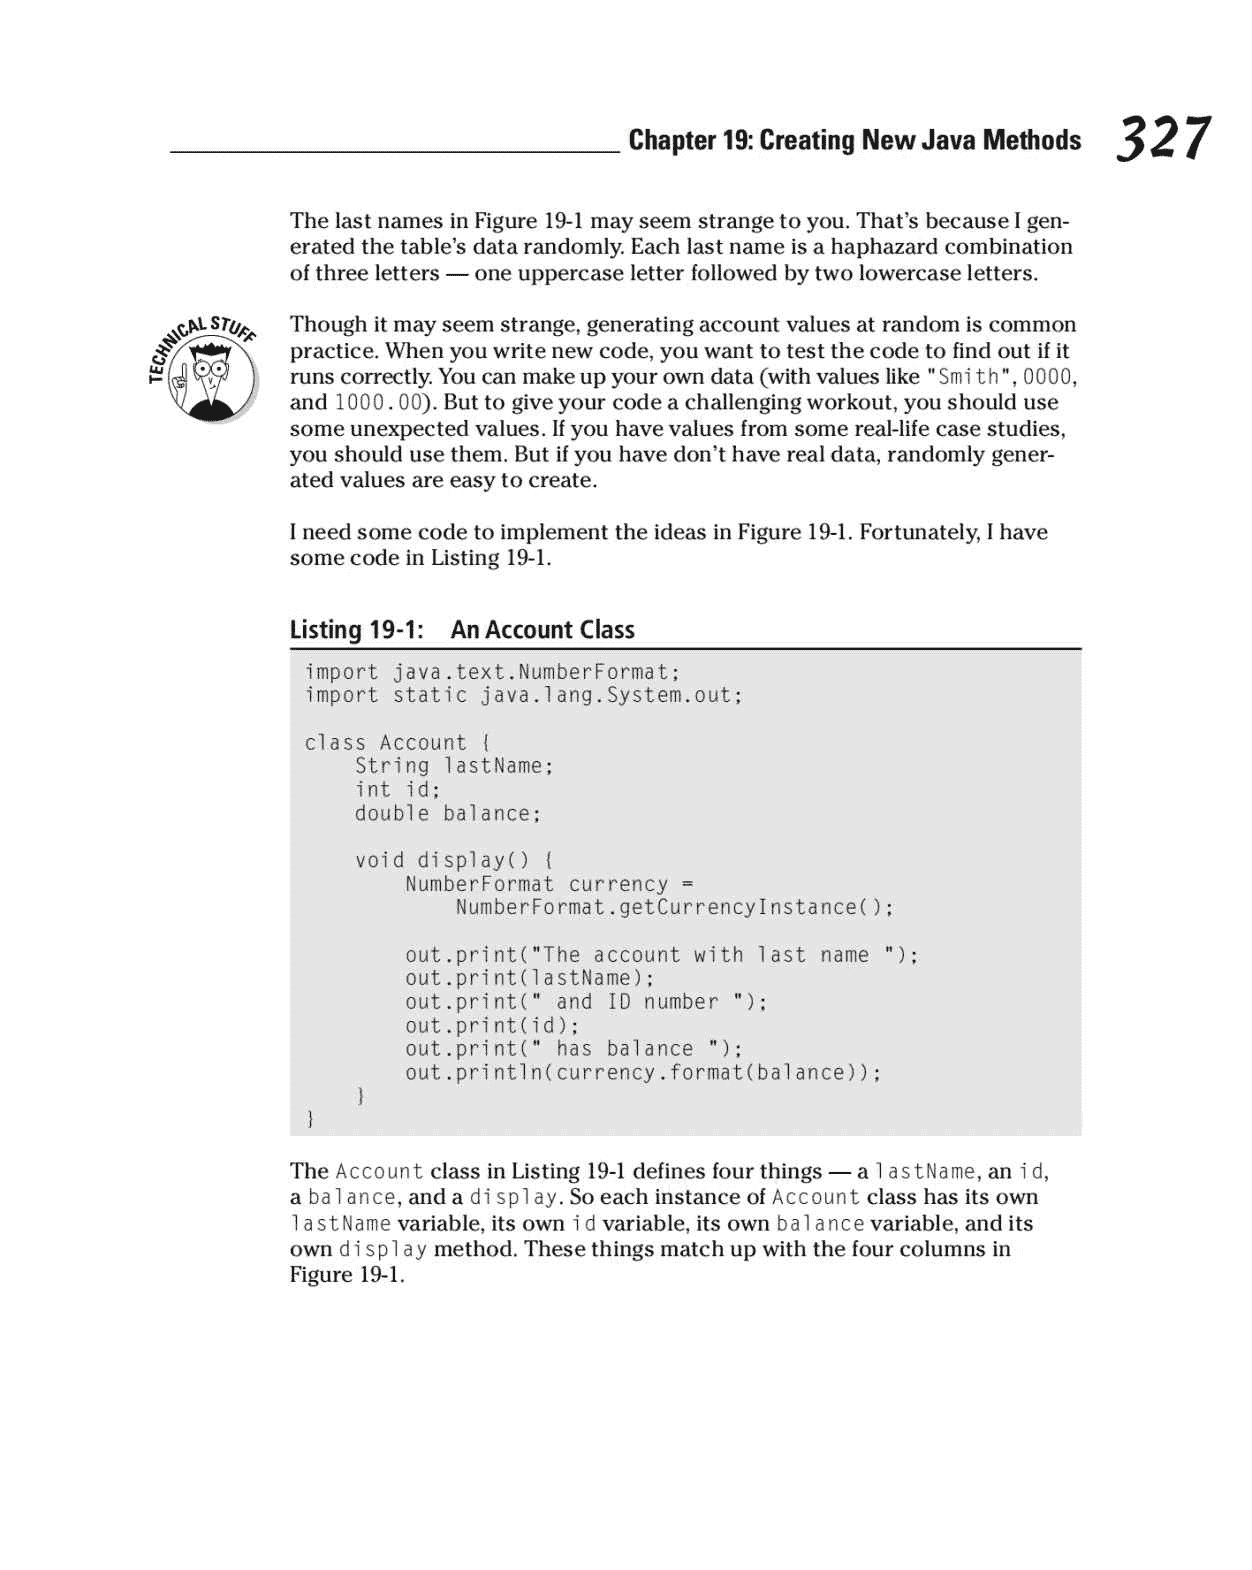 Chapter 19: Creating New Java Methods 327
The last names in Figure 19-1 may seem strange to you. That's because I gen-
erated the table's data randomly. Each last name is a haphazard combination
of three letters — one uppercase letter followed by two lowercase letters.
TECHNICAL STUFF
Though it may seem strange, generating account values at random is common
practice. When you write new code, you want to test the code to find out if it
runs correctly. You can make up your own data (with values like "Smith", 0000,
and 1000.00). But to give your code a challenging workout, you should use
some unexpected values. If you have values from some real-life case studies,
you should use them. But if you have don't have real data, randomly gener-
ated values are easy to create.
I need some code to implement the ideas in Figure 19-1. Fortunately, I have
some code in Listing 19-1.
Listing 19-1: An Account Class
import java.text.NumberFormat;
import static java.lang.System.out;
class Account {
    String lastName;
    int id;
    double balance;
    void display() {
        NumberFormat currency =
            NumberFormat.getCurrencyInstance();
        out.print("The account with last name ");
        out.print(lastName);
        out.print(" and ID number ");
        out.print(id);
        out.print(" has balance ");
        out.println(currency.format(balance));
    }
}
The Account class in Listing 19-1 defines four things — a lastName, an id,
a balance, and a display. So each instance of Account class has its own
lastName variable, its own id variable, its own balance variable, and its
own display method. These things match up with the four columns in
Figure 19-1.